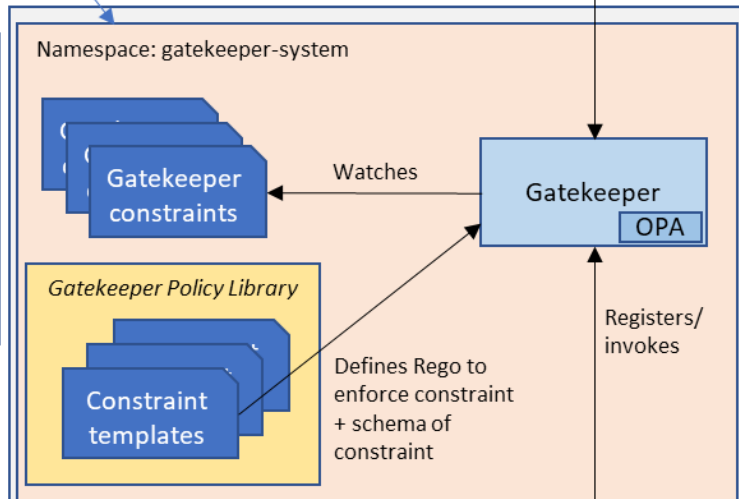 Namespace: gatekeeper-system
Gatekeeper
constraints
Watches
Gatekeeper
OPA
Gatekeeper Policy Library
Constraint
templates
Defines Rego to
enforce constraint
+ schema of
constraint
Registers/
invokes